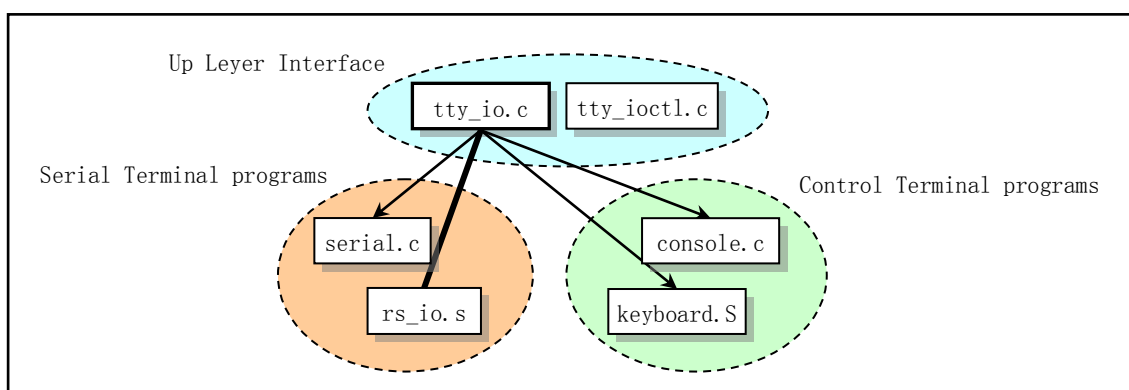 Up Leyer Interface
tty_io.c
tty_ioctl.c
Serial Terminal programs
Control Terminal programs
serial.c
console.c
rs_io.s
keyboard.S